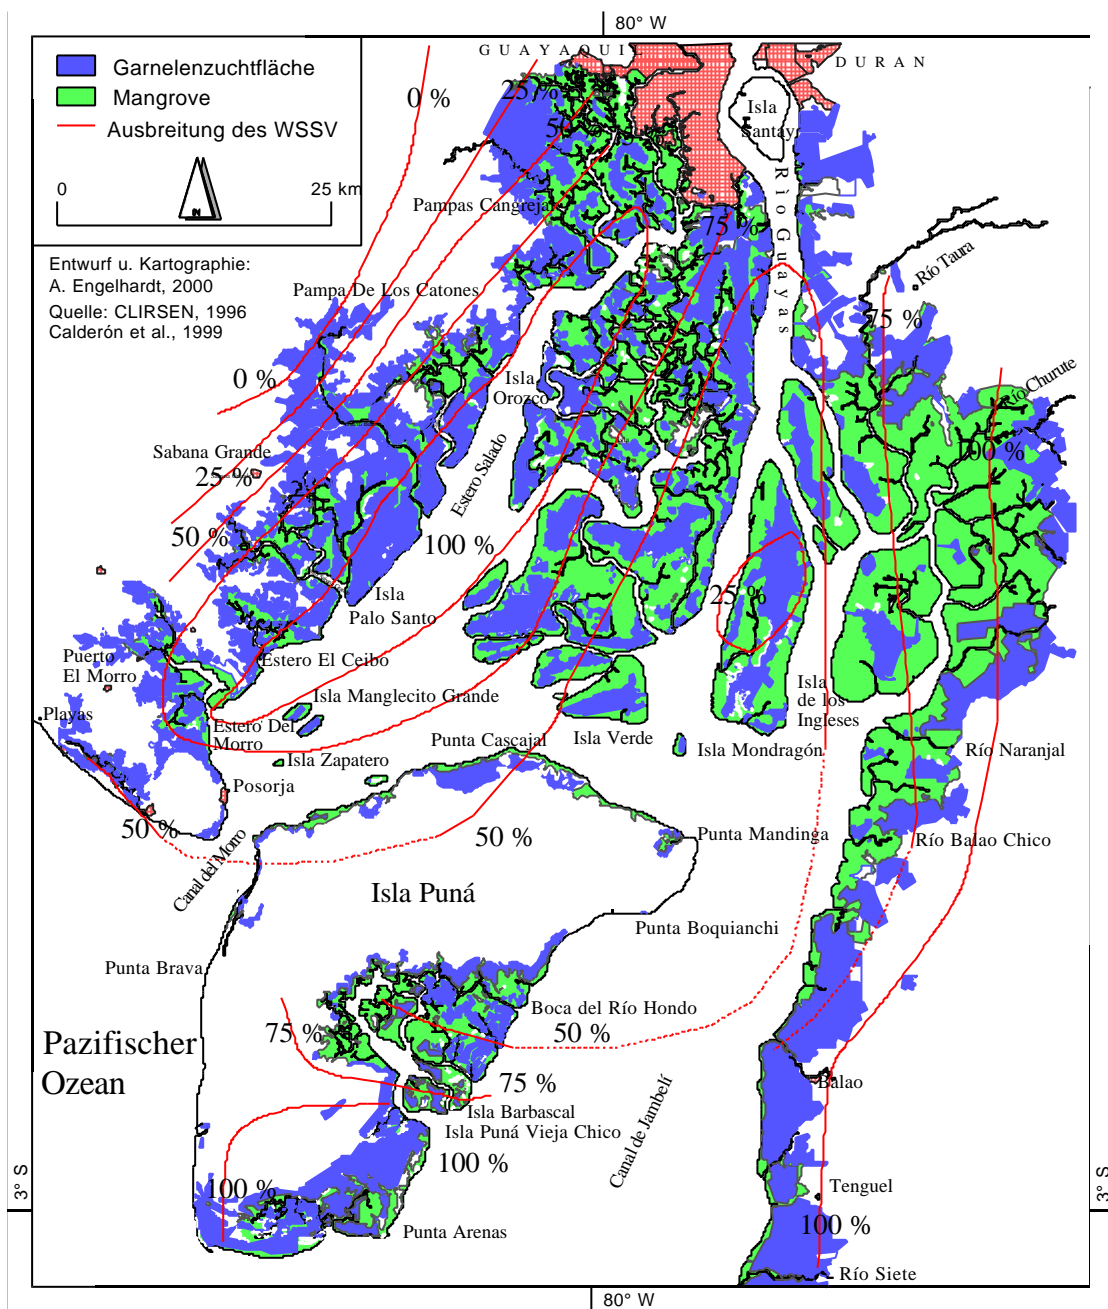 80° W
GUAYAQUIL
DURAN
Garnelenzuchtfläche
Mangrove
Ausbreitung des WSSV
0
25 km
N
Entwurf u. Kartographie:
A. Engelhardt, 2000
Quelle: CLIRSEN, 1996
Calderón et al., 1999
0 %
25 %
50 %
Isla
Santay
Río Guayas
Pampas Cangrejal
75 %
Río Taura
Pampa De Los Catones
75 %
0 %
Isla
Orozco
Río Churute
Sabana Grande
25 %
Estero Salado
100 %
50 %
100 %
Isla
Palo Santo
25 %
Puerto
El Morro
Estero El Ceibo
Isla Manglecito Grande
Isla
de los
Ingleses
Playas
Estero Del
Morro
Punta Cascajal
Isla Verde
Isla Mondragón
Río Naranjal
Isla Zapatero
Posorja
50 %
50 %
Punta Mandinga
Río Balao Chico
Canal del Morro
Isla Puná
Punta Boquianchi
Punta Brava
Boca del Río Hondo
75 %
50 %
Pazifischer
Ozean
75 %
Balao
Isla Barbascal
Isla Puná Vieja Chico
Canal de Jambelí
100 %
100 %
3° S
3° S
Tenguel
100 %
Punta Arenas
Río Siete
80° W